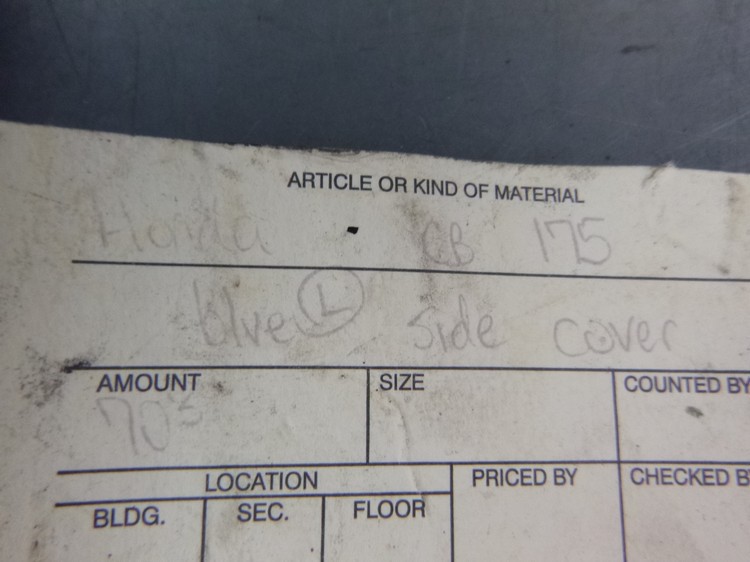 ARTICLE OR KIND OF MATERIAL
Honda CB 175
blue L side cover
AMOUNT SIZE COUNTED BY
70s
LOCATION PRICED BY CHECKED B
BLDG. SEC. FLOOR